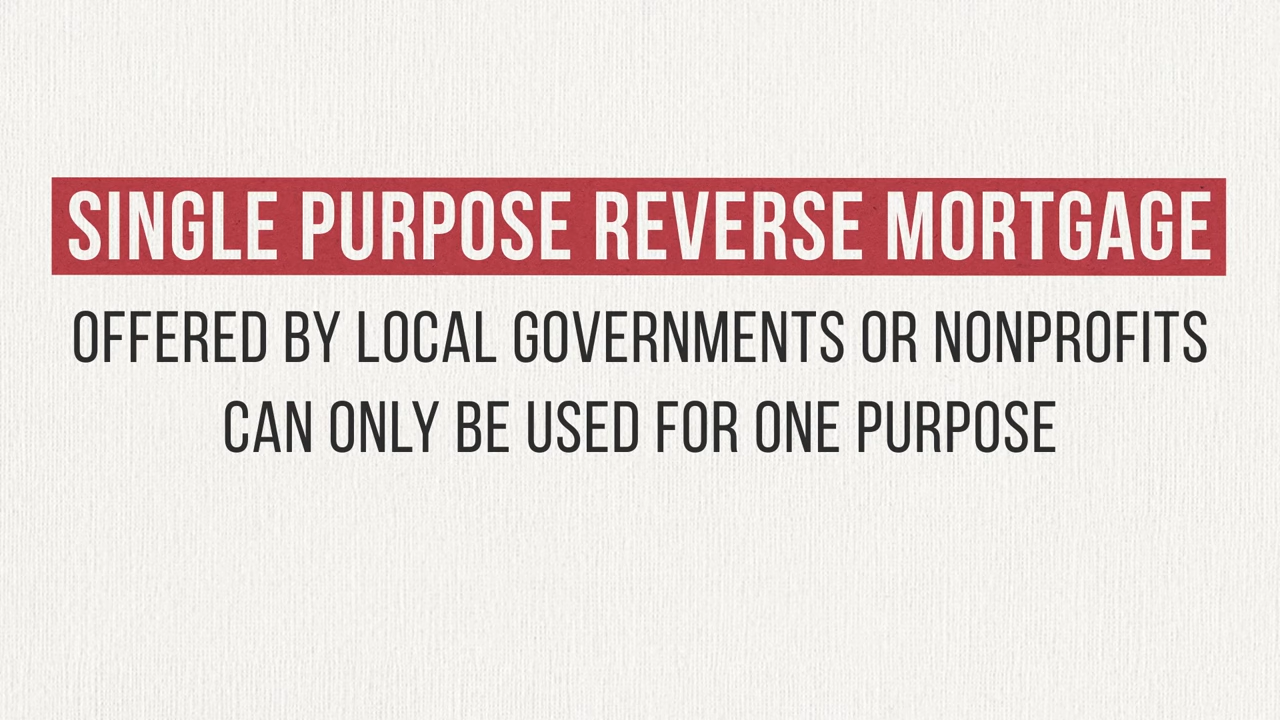 SINGLE PURPOSE REVERSE MORTGAGE
OFFERED BY LOCAL GOVERNMENTS OR NONPROFITS
CAN ONLY BE USED FOR ONE PURPOSE